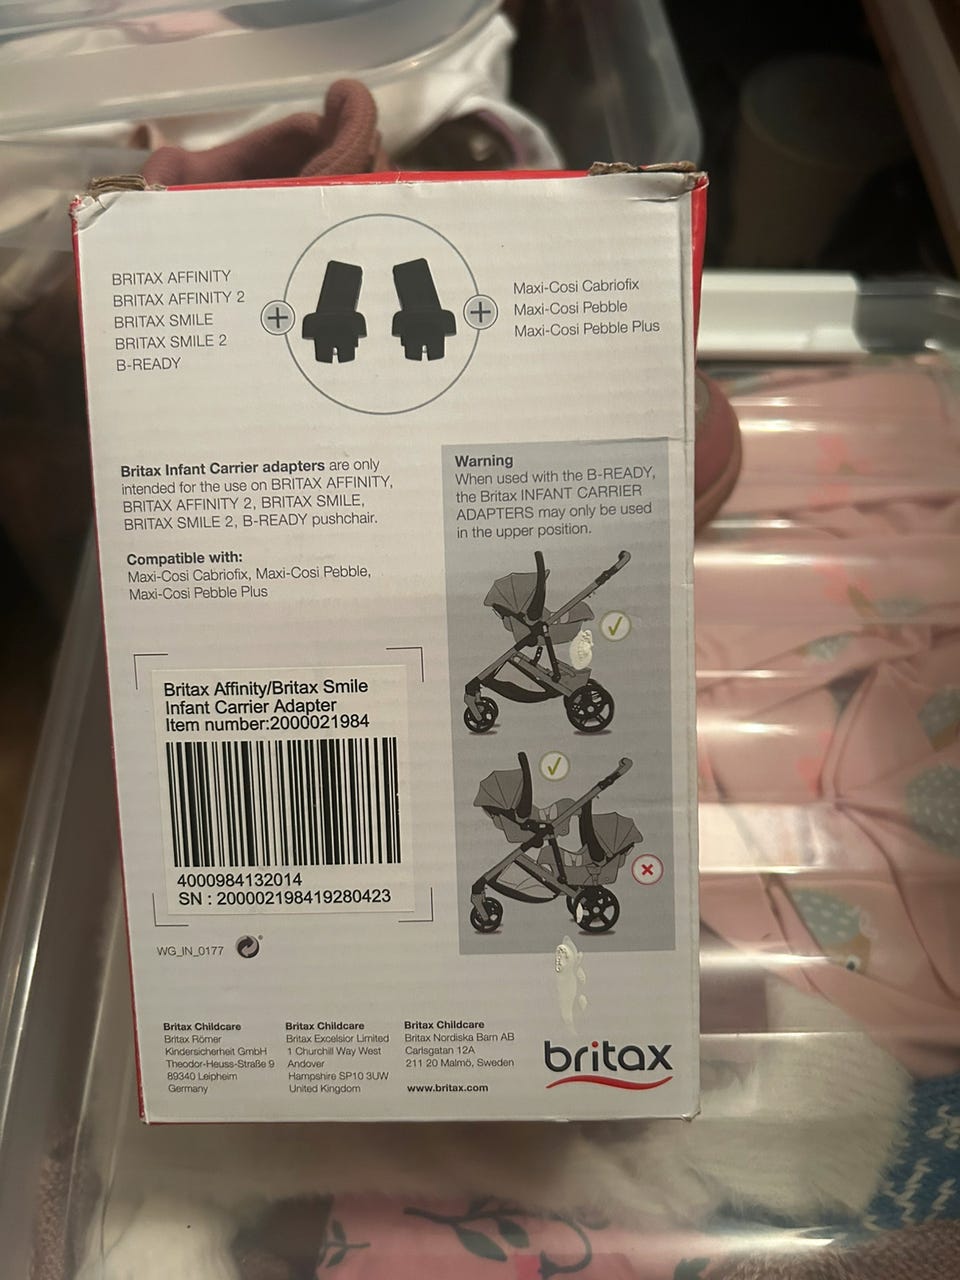 BRITAX AFFINITY
BRITAX AFFINITY 2
BRITAX SMILE
BRITAX SMILE 2
B-READY
Maxi-Cosi Cabriofix
Maxi-Cosi Pebble
Maxi-Cosi Pebble Plus
Britax Infant Carrier adapters are only
intended for the use on BRITAX AFFINITY,
BRITAX AFFINITY 2, BRITAX SMILE,
BRITAX SMILE 2, B-READY pushchair.
Compatible with:
Maxi-Cosi Cabriofix, Maxi-Cosi Pebble,
Maxi-Cosi Pebble Plus
Warning
When used with the B-READY,
the Britax INFANT CARRIER
ADAPTERS may only be used
in the upper position.
Britax Affinity/Britax Smile
Infant Carrier Adapter
Item number:2000021984
4000984132014
SN : 200002198419280423
WG_IN_0177
Britax Childcare
Britax Römer
Kindersicherheit GmbH
Theodor-Heuss-Straße 9
89340 Leipheim
Germany
Britax Childcare
Britax Excelsior Limited
1 Churchill Way West
Andover
Hampshire SP10 3UW
United Kingdom
Britax Childcare
Britax Nordiska Barn AB
Carlsgatan 12A
211 20 Malmö, Sweden
www.britax.com
britax